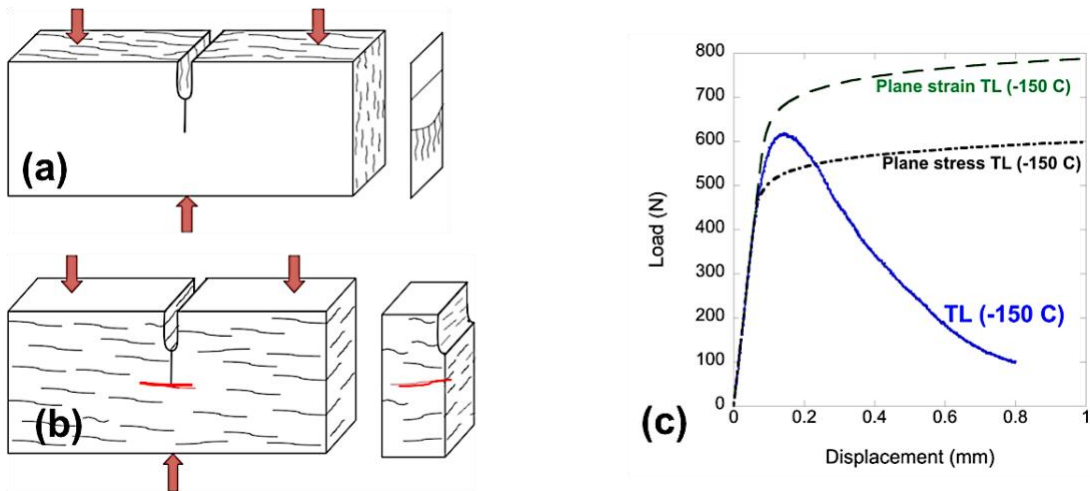 (a)
(b)
800
700
600
500
400
300
200
100
0
Load (N)
Plane strain TL (-150 C)
Plane stress TL (-150 C)
TL (-150 C)
0
0.2
0.4
0.6
0.8
1
Displacement (mm)
(c)